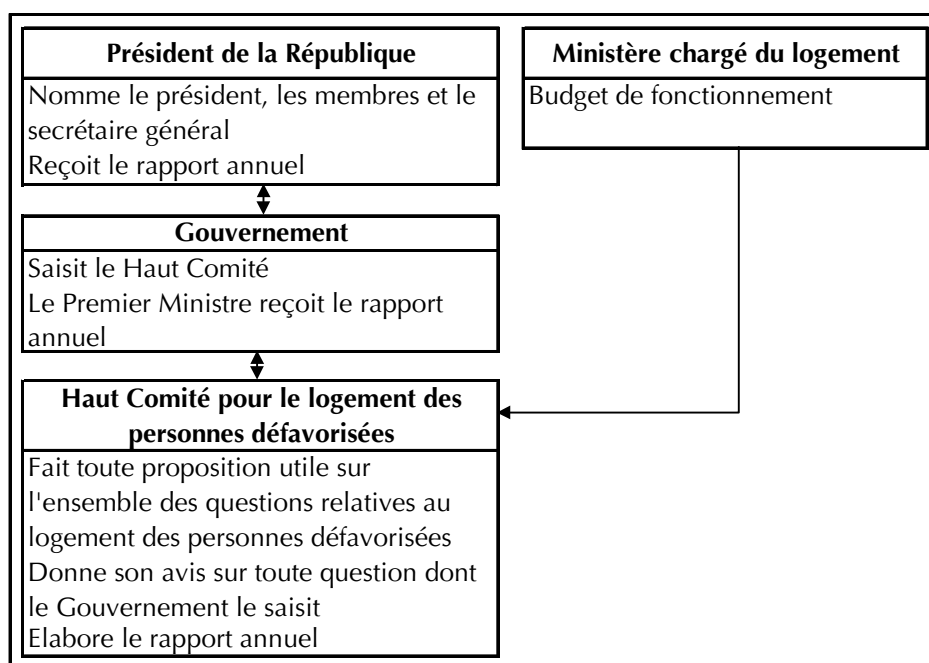 Président de la République
Nomme le président, les membres et le
secrétaire général
Reçoit le rapport annuel
Ministère chargé du logement
Budget de fonctionnement
Gouvernement
Saisit le Haut Comité
Le Premier Ministre reçoit le rapport
annuel
Haut Comité pour le logement des
personnes défavorisées
Fait toute proposition utile sur
l'ensemble des questions relatives au
logement des personnes défavorisées
Donne son avis sur toute question dont
le Gouvernement le saisit
Elabore le rapport annuel